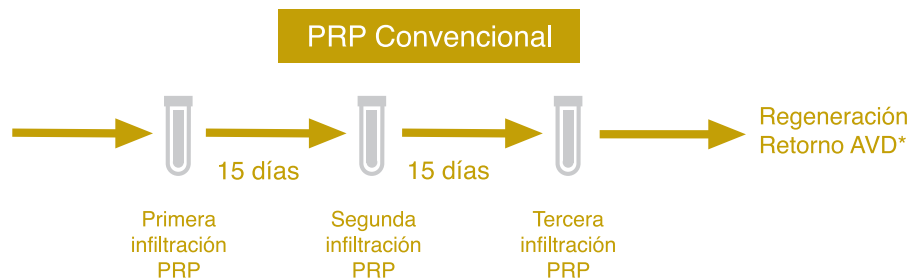 PRP Convencional
15 días
15 días
Regeneración
Retorno AVD*
Primera
infiltración
PRP
Segunda
infiltración
PRP
Tercera
infiltración
PRP